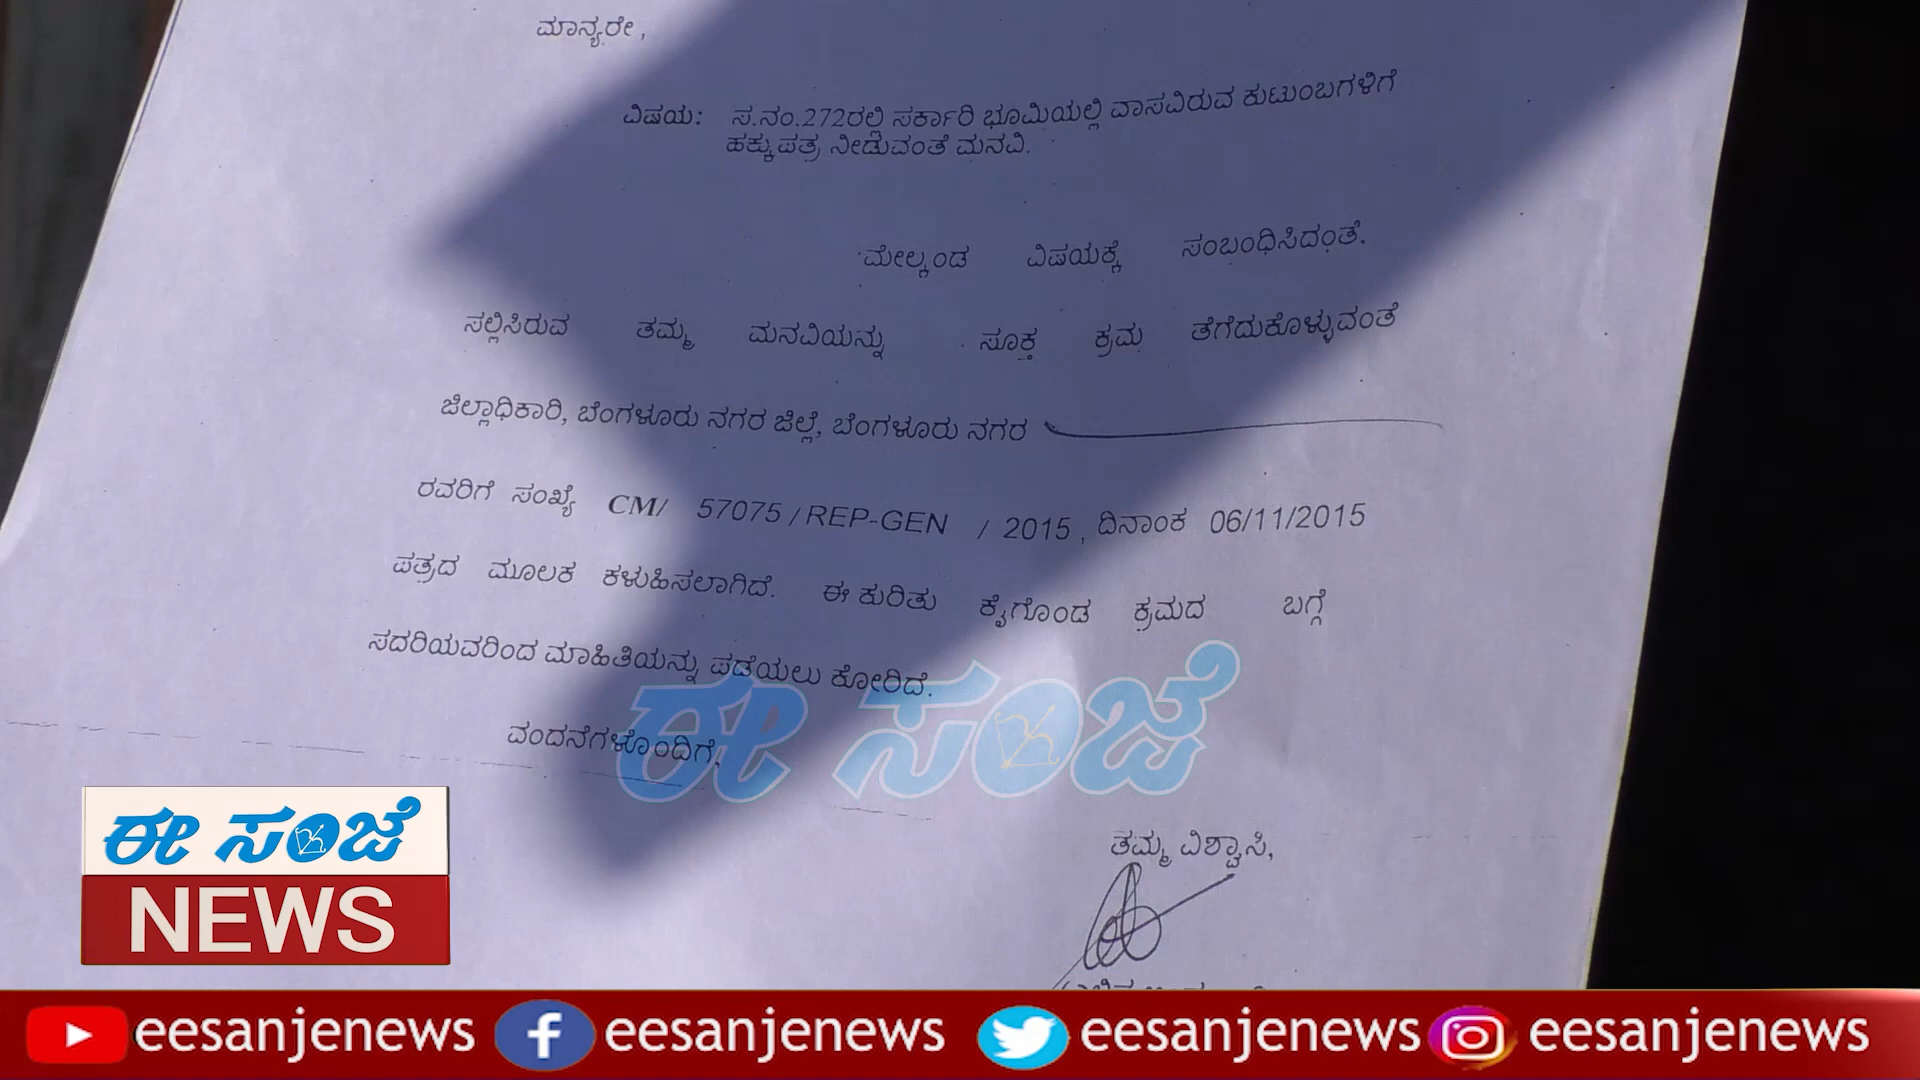 ಮಾನ್ಯರೇ,
ವಿಷಯ: ಸ.ನಂ.272ರಲ್ಲಿ ಸರ್ಕಾರಿ ಭೂಮಿಯಲ್ಲಿ ವಾಸವಿರುವ ಕುಟುಂಬಗಳಿಗೆ
ಹಕ್ಕುಪತ್ರ ನೀಡುವಂತೆ ಮನವಿ.
ಮೇಲ್ಕಂಡ ವಿಷಯಕ್ಕೆ ಸಂಬಂಧಿಸಿದಂತೆ,
ಸಲ್ಲಿಸಿರುವ ತಮ್ಮ ಮನವಿಯನ್ನು ಸೂಕ್ತ ಕ್ರಮ ತೆಗೆದುಕೊಳ್ಳುವಂತೆ
ಜಿಲ್ಲಾಧಿಕಾರಿ, ಬೆಂಗಳೂರು ನಗರ ಜಿಲ್ಲೆ, ಬೆಂಗಳೂರು ನಗರ
ರವರಿಗೆ ಸಂಖ್ಯೆ CM/ 57075 / REP-GEN / 2015 , ದಿನಾಂಕ 06/11/2015
ಪತ್ರದ ಮೂಲಕ ಕಳುಹಿಸಲಾಗಿದೆ. ಈ ಕುರಿತು ಕೈಗೊಂಡ ಕ್ರಮದ ಬಗ್ಗೆ
ಸದರಿಯವರಿಂದ ಮಾಹಿತಿಯನ್ನು ಪಡೆಯಲು ಕೋರಿದೆ.
ವಂದನೆಗಳೊಂದಿಗೆ,
ಈ ಸಂಜೆ
ತಮ್ಮ ವಿಶ್ವಾಸಿ,
ಈ ಸಂಜೆ
NEWS
eesanjenews eesanjenews eesanjenews eesanjenews